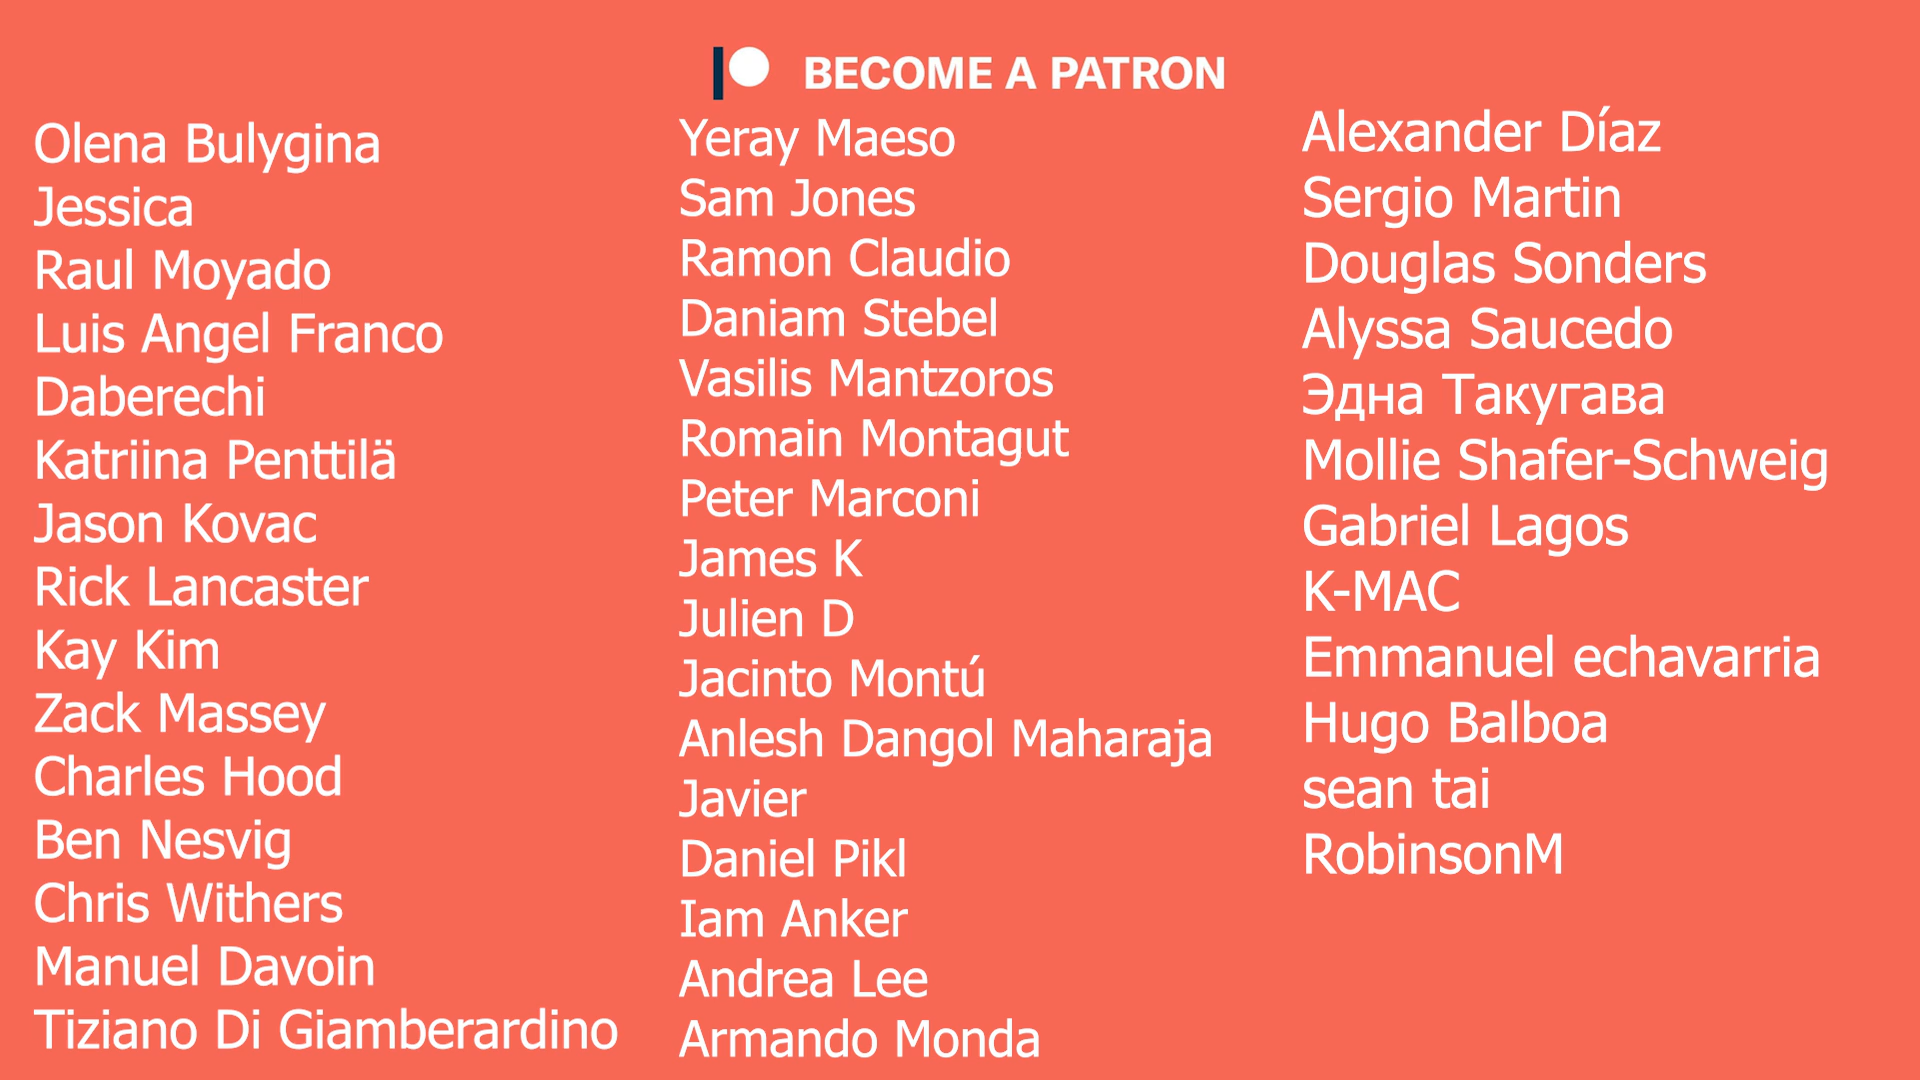 BECOME A PATRON
Olena Bulygina
Jessica
Raul Moyado
Luis Angel Franco
Daberechi
Katriina Penttilä
Jason Kovac
Rick Lancaster
Kay Kim
Zack Massey
Charles Hood
Ben Nesvig
Chris Withers
Manuel Davoin
Tiziano Di Giamberardino
Yeray Maeso
Sam Jones
Ramon Claudio
Daniam Stebel
Vasilis Mantzoros
Romain Montagut
Peter Marconi
James K
Julien D
Jacinto Montú
Anlesh Dangol Maharaja
Javier
Daniel Pikl
Iam Anker
Andrea Lee
Armando Monda
Alexander Díaz
Sergio Martin
Douglas Sonders
Alyssa Saucedo
Эдна Такугава
Mollie Shafer-Schweig
Gabriel Lagos
K-MAC
Emmanuel echavarria
Hugo Balboa
sean tai
RobinsonM